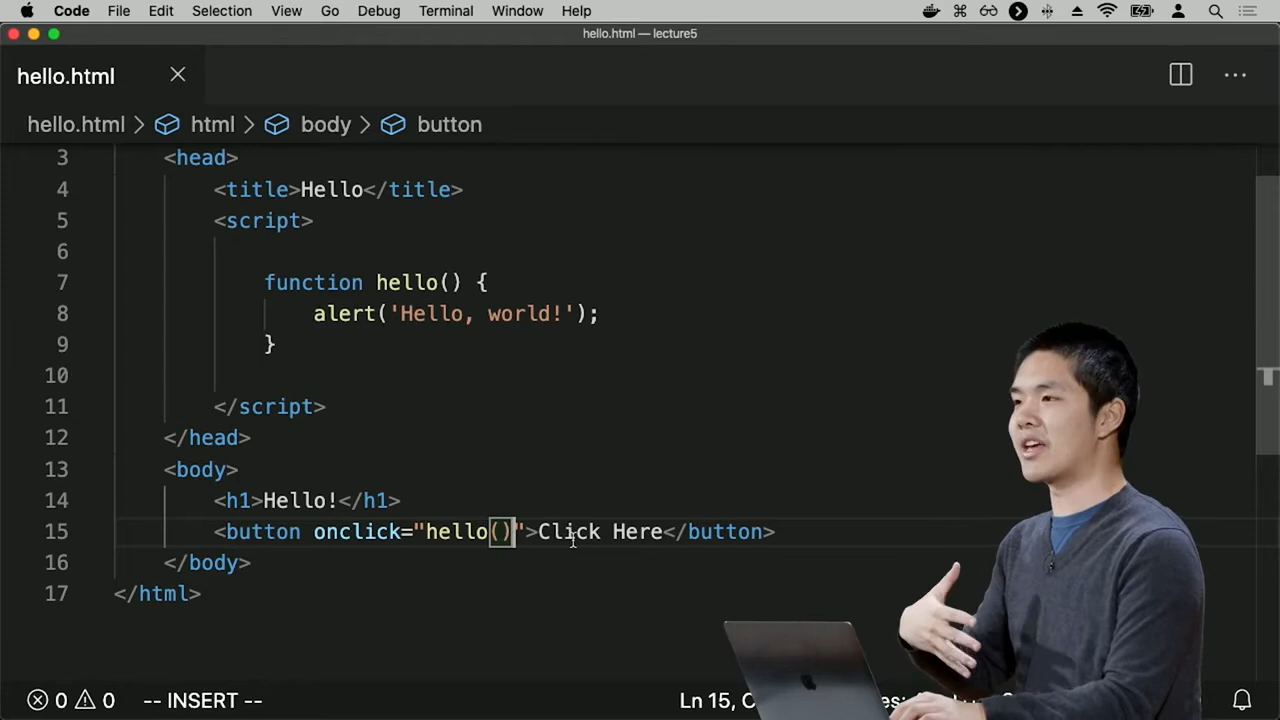 Code File Edit Selection View Go Debug Terminal Window Help
hello.html — lecture5
hello.html
hello.html > html > body > button
3 <head>
4 <title>Hello</title>
5 <script>
6
7 function hello() {
8 alert('Hello, world!');
9 }
10
11 </script>
12 </head>
13 <body>
14 <h1>Hello!</h1>
15 <button onclick="hello()">Click Here</button>
16 </body>
17 </html>
0 0 -- INSERT -- Ln 15,